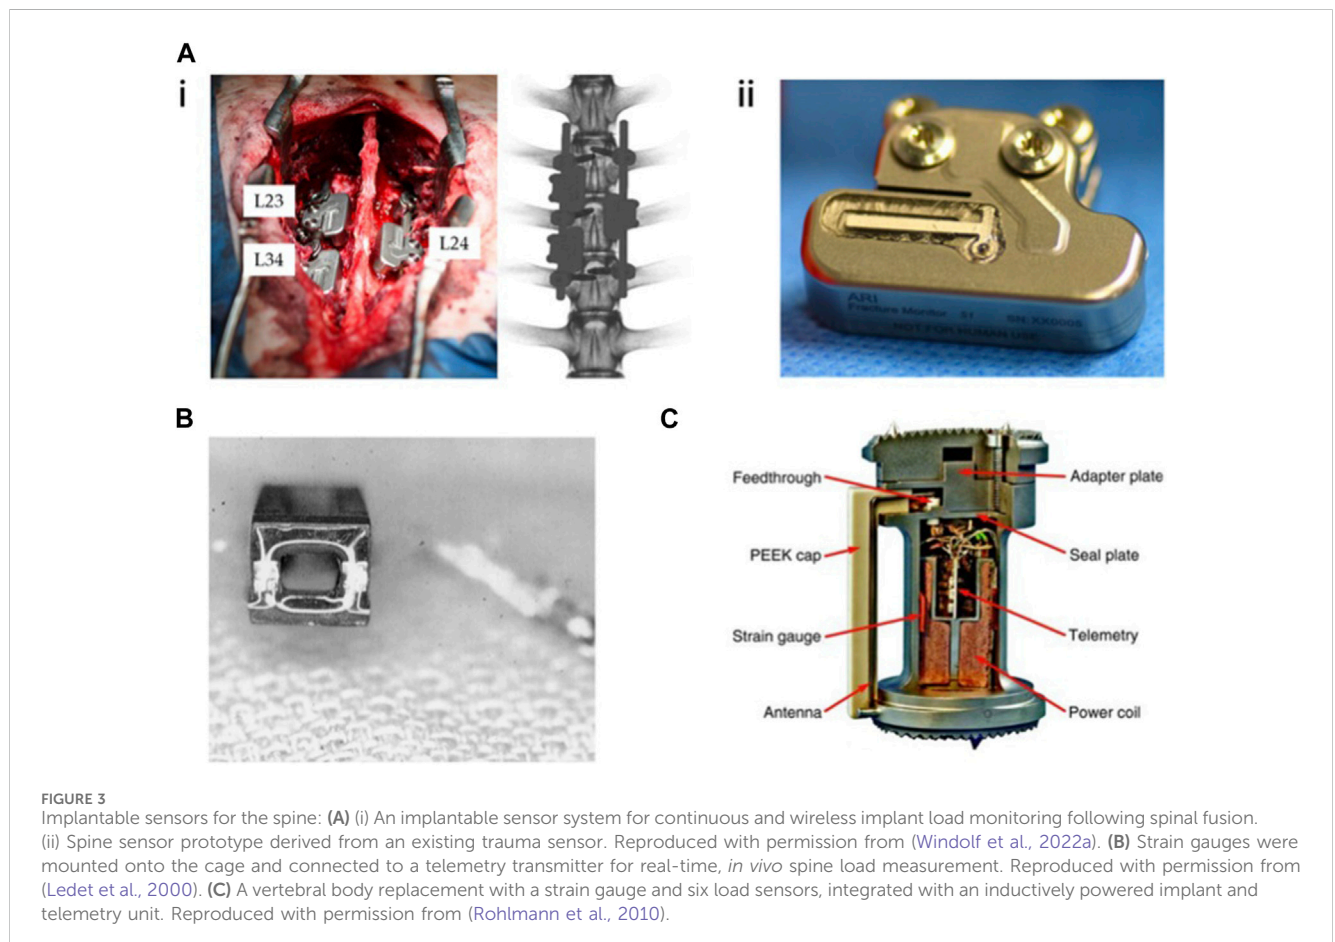 A
i
ii
L23
L34
L24
ARI
Fracture Monitor S1 SN: XX0005
NOT FOR HUMAN USE
B
C
Feedthrough
Adapter plate
PEEK cap
Seal plate
Strain gauge
Telemetry
Antenna
Power coil
FIGURE 3
Implantable sensors for the spine: (A) (i) An implantable sensor system for continuous and wireless implant load monitoring following spinal fusion.
(ii) Spine sensor prototype derived from an existing trauma sensor. Reproduced with permission from (Windolf et al., 2022a). (B) Strain gauges were
mounted onto the cage and connected to a telemetry transmitter for real-time, in vivo spine load measurement. Reproduced with permission from
(Ledet et al., 2000). (C) A vertebral body replacement with a strain gauge and six load sensors, integrated with an inductively powered implant and
telemetry unit. Reproduced with permission from (Rohlmann et al., 2010).